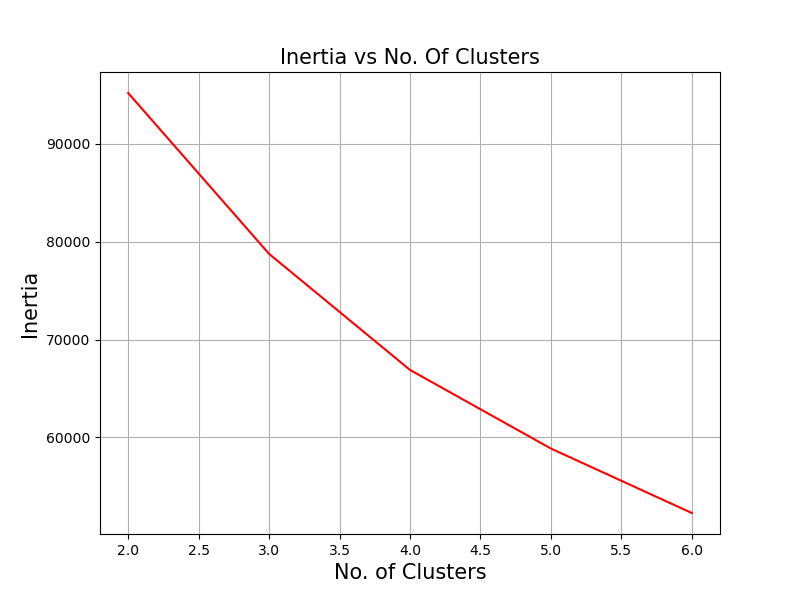 Inertia vs No. Of Clusters
90000
80000
70000
60000
Inertia
2.0 2.5 3.0 3.5 4.0 4.5 5.0 5.5 6.0
No. of Clusters